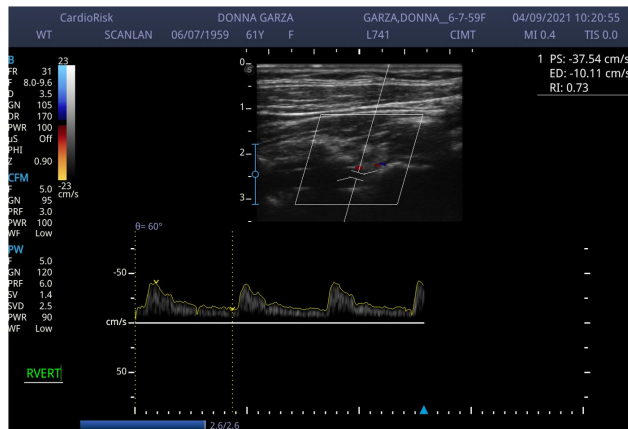 CardioRisk DONNA GARZA GARZA,DONNA__6-7-59F 04/09/2021 10:20:55
WT SCANLAN 06/07/1959 61Y F L741 CIMT MI 0.4 TIS 0.0
B
FR 31
F 8.0-9.6
D 3.5
GN 105
DR 170
PWR 100
µS Off
PHI
Z 0.90
CFM
F 5.0
GN 95
PRF 3.0
PWR 100
WF Low
PW
F 5.0
GN 120
PRF 6.0
SV 1.4
SVD 2.5
PWR 90
WF Low
23
-23
cm/s
0
1
2
3
1 PS: -37.54 cm/s
ED: -10.11 cm/s
RI: 0.73
θ= 60°
-50
cm/s
50
RVERT
2.6/2.6